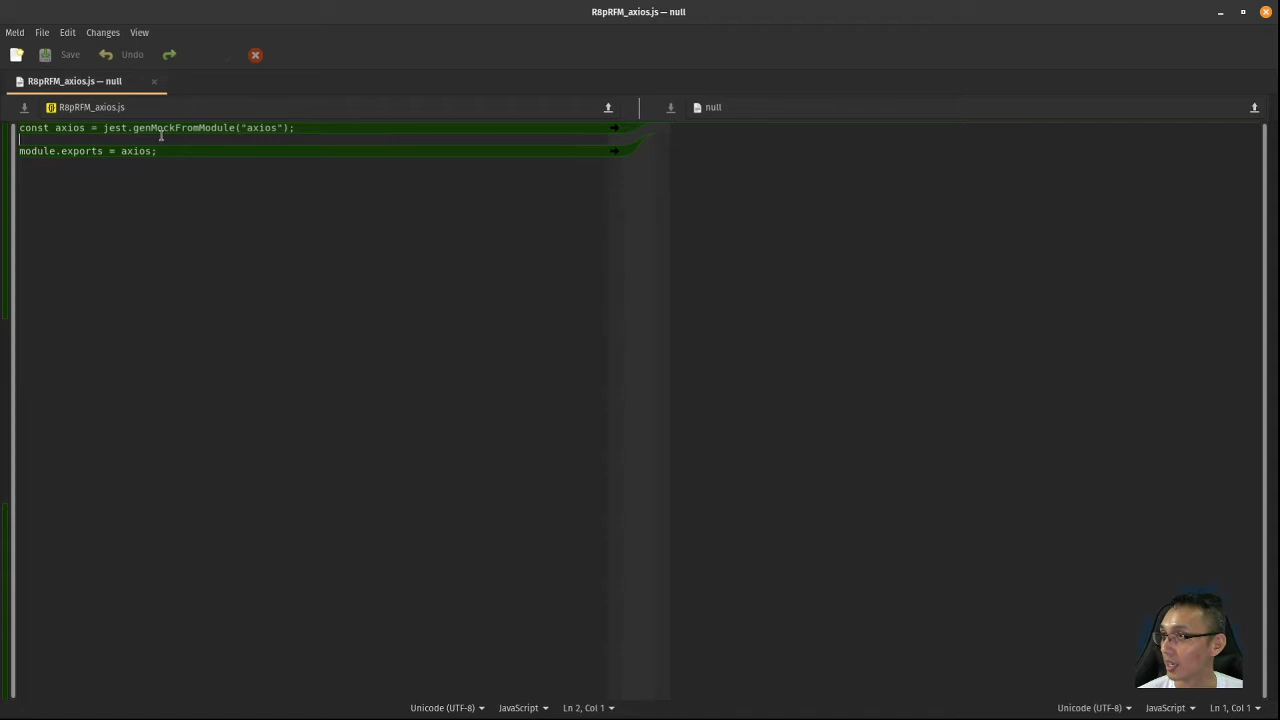 R8pRFM_axios.js — null
Meld File Edit Changes View
Save Undo
R8pRFM_axios.js — null
R8pRFM_axios.js
null
const axios = jest.genMockFromModule("axios");
module.exports = axios;
Unicode (UTF-8) JavaScript Ln 2, Col 1
Unicode (UTF-8) JavaScript Ln 1, Col 1